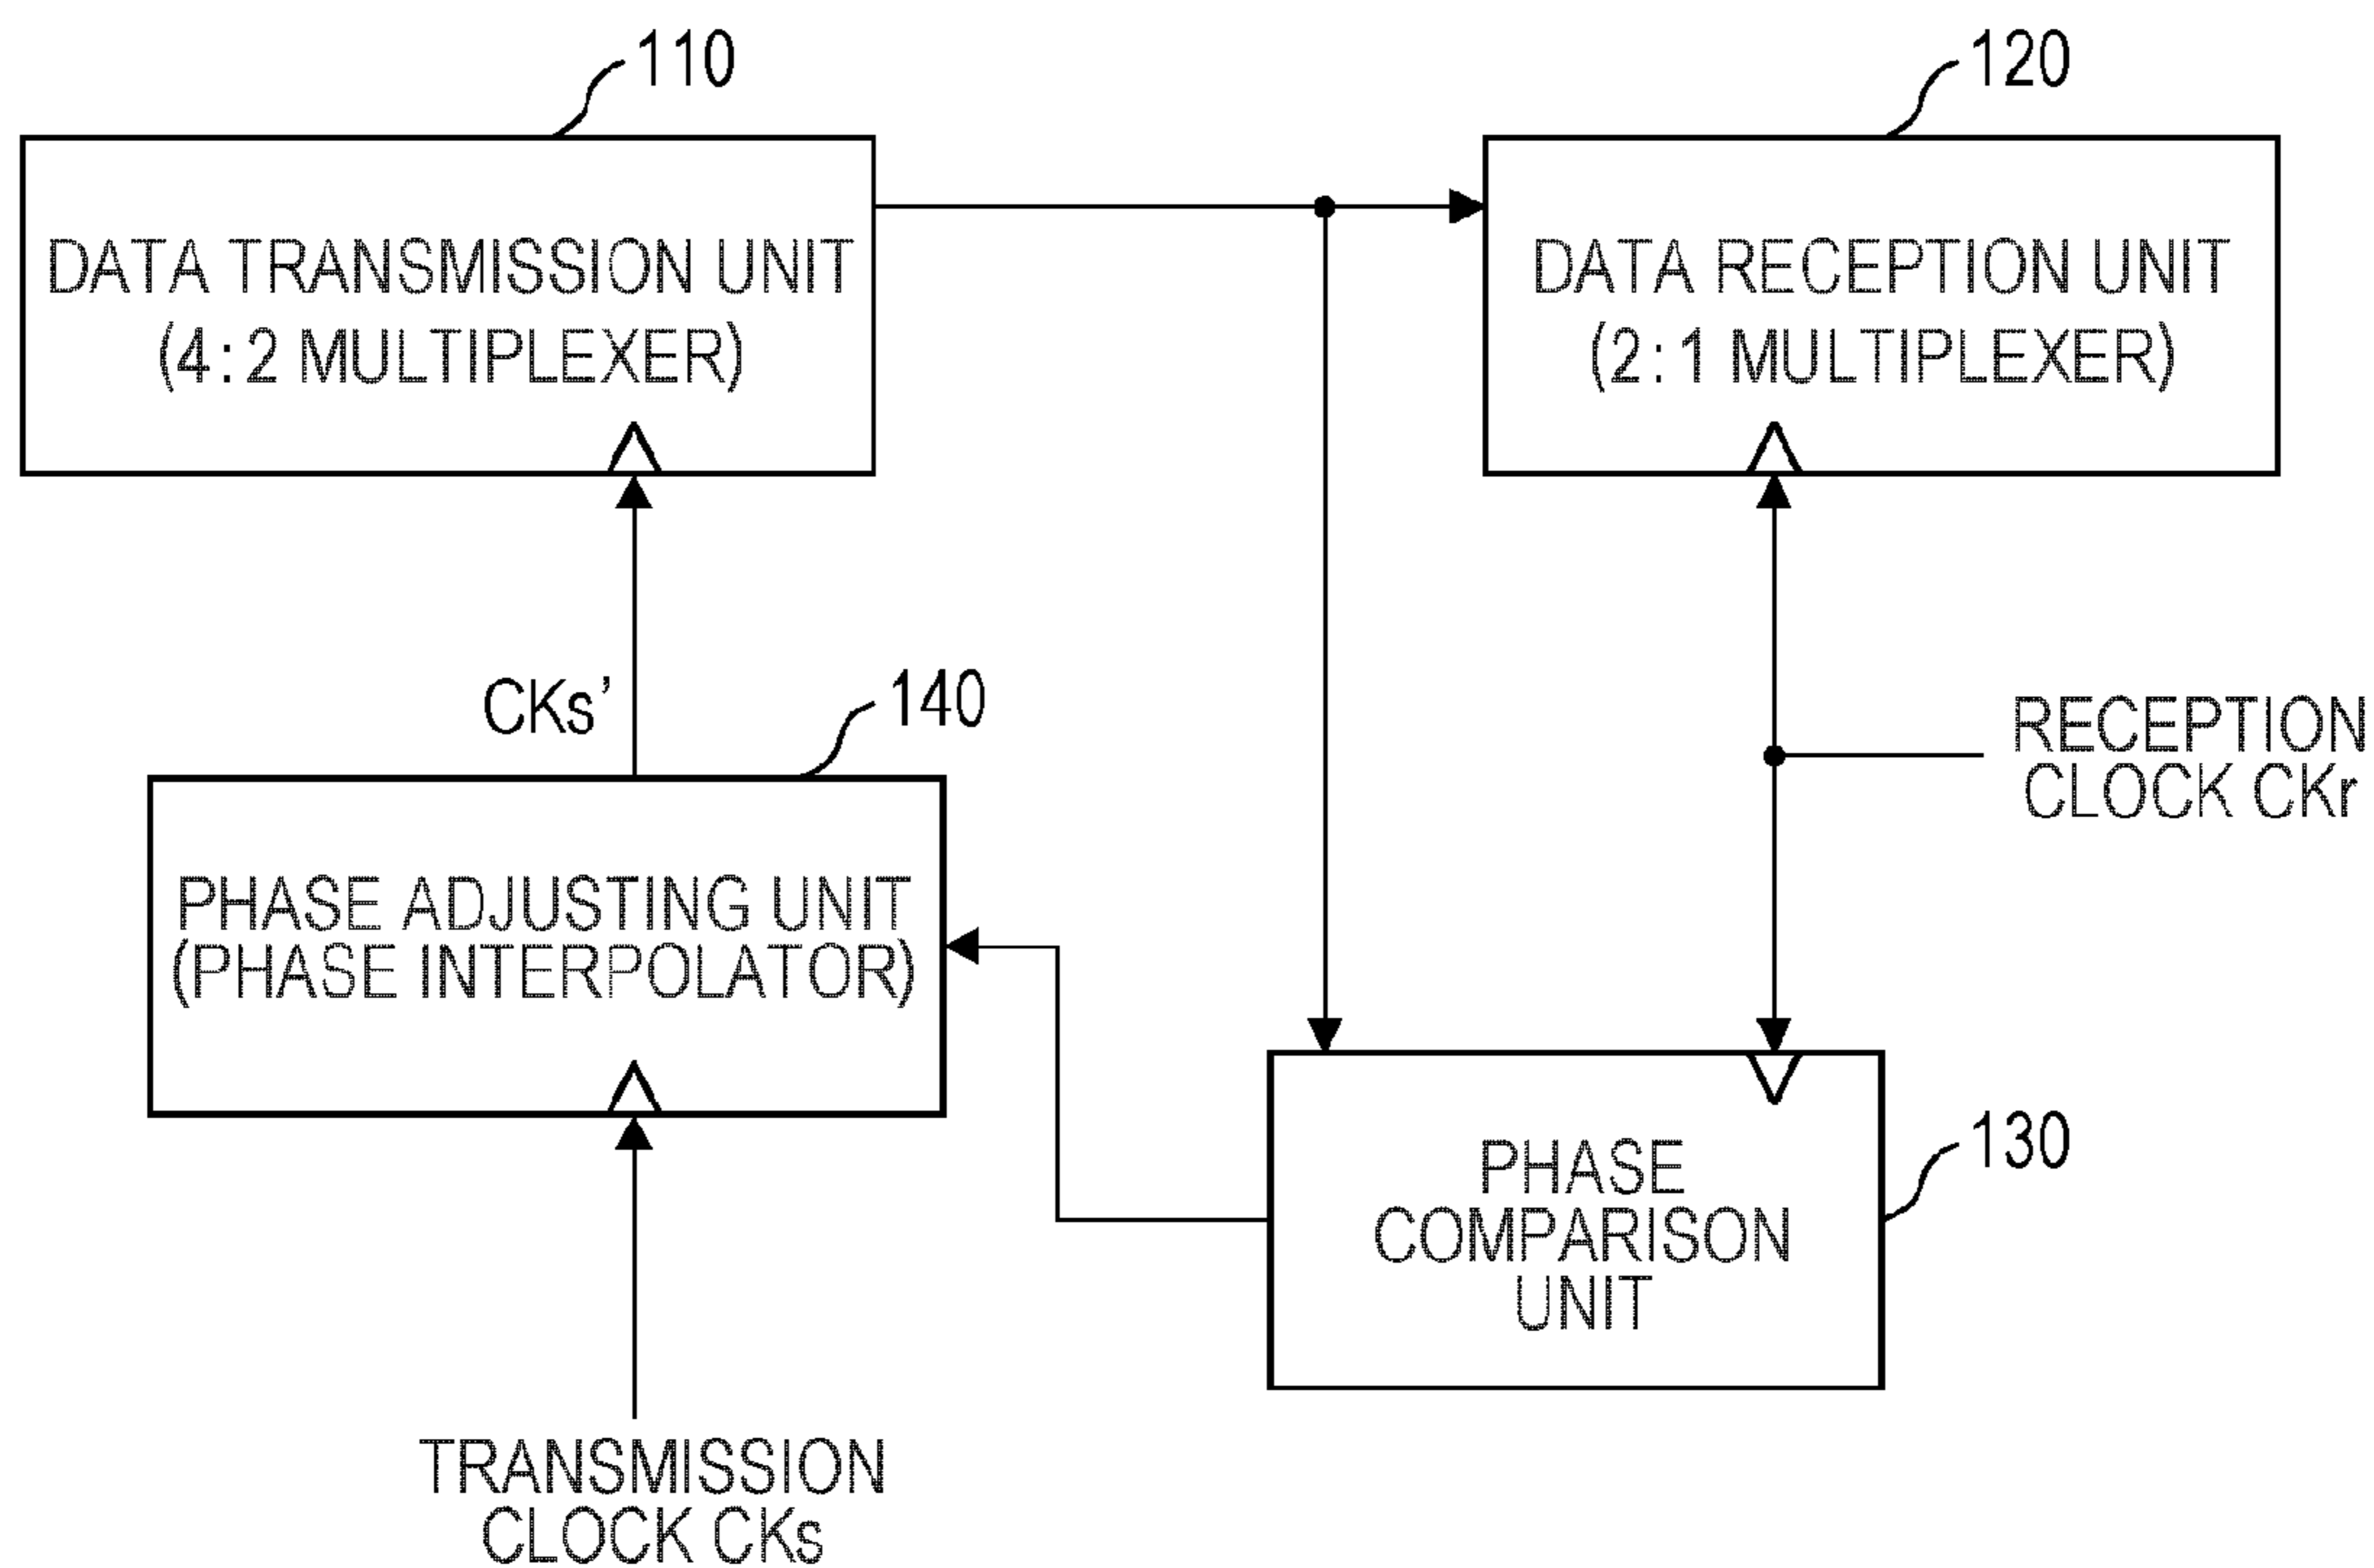 110
120
DATA TRANSMISSION UNIT
(4:2 MULTIPLEXER)
DATA RECEPTION UNIT
(2:1 MULTIPLEXER)
CKs’
140
RECEPTION
CLOCK CKr
PHASE ADJUSTING UNIT
(PHASE INTERPOLATOR)
130
PHASE
COMPARISON
UNIT
TRANSMISSION
CLOCK CKs